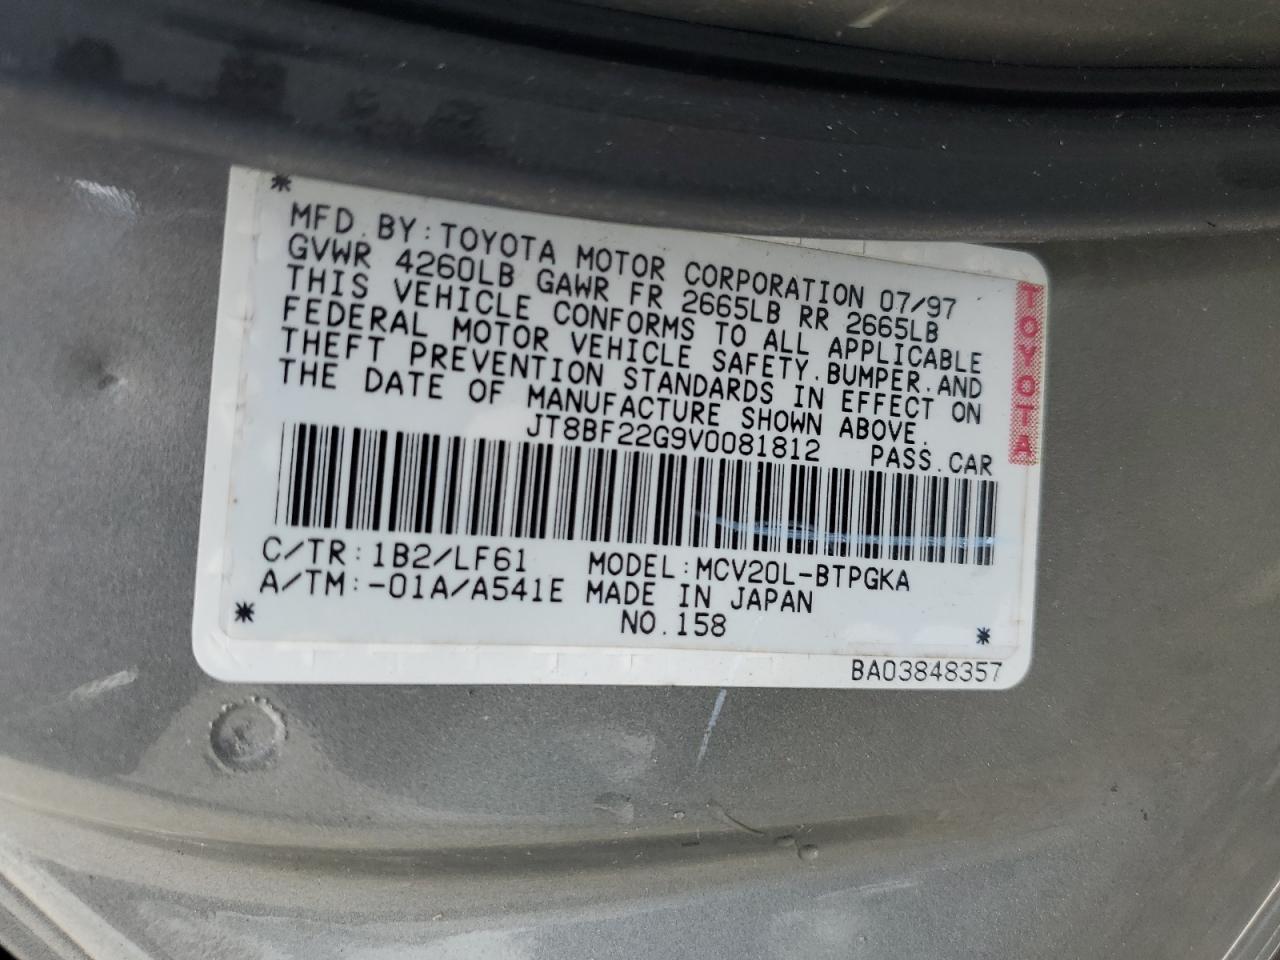 MFD. BY: TOYOTA MOTOR CORPORATION 07/97
GVWR 4260LB GAWR FR 2665LB RR 2665LB
THIS VEHICLE CONFORMS TO ALL APPLICABLE
FEDERAL MOTOR VEHICLE SAFETY. BUMPER. AND
THEFT PREVENTION STANDARDS IN EFFECT ON
THE DATE OF MANUFACTURE SHOWN ABOVE.
JT8BF22G9V0081812 PASS. CAR
C/TR: 1B2/LF61 MODEL: MCV20L-BTPGKA
A/TM: -01A/A541E MADE IN JAPAN
NO. 158
BA03848357
TOYOTA